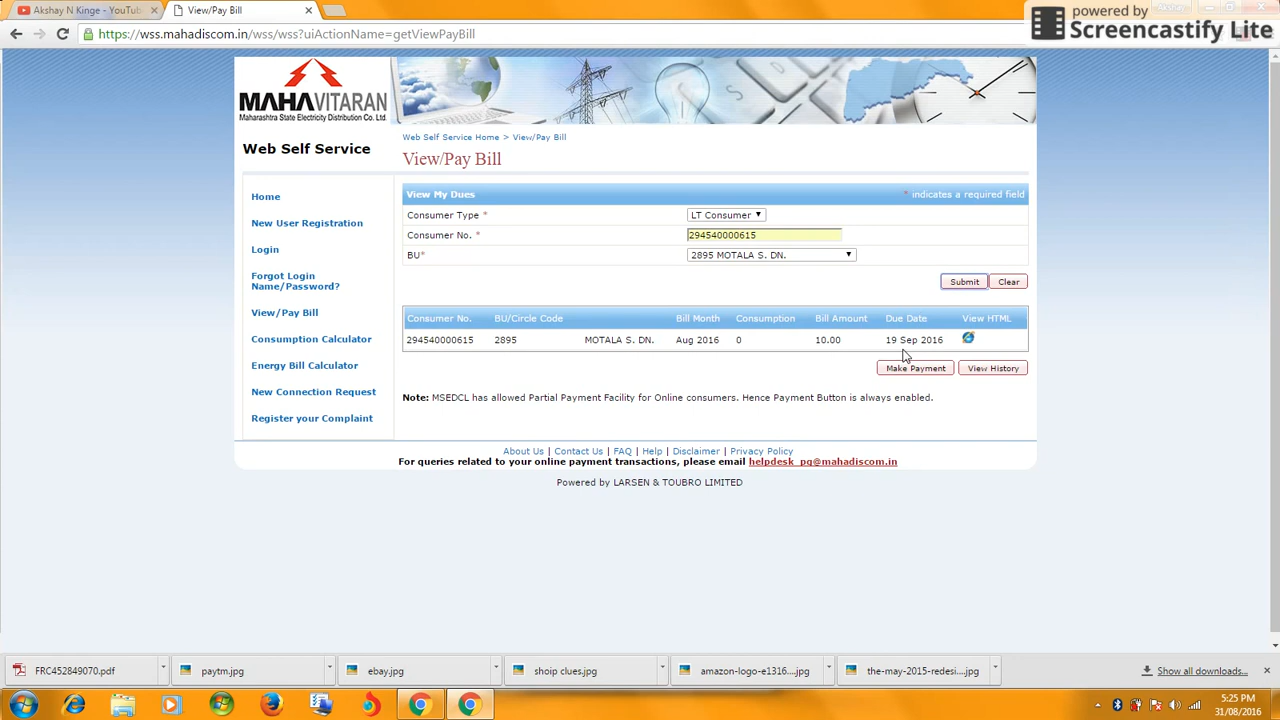 Akshay N Kinge - YouTub
View/Pay Bill
Akshay
powered by
Screencastify Lite
https://wss.mahadiscom.in/wss/wss?uiActionName=getViewPayBill
MAHAVITARAN
Maharashtra State Electricity Distribution Co. Ltd.
Web Self Service Home > View/Pay Bill
Web Self Service
View/Pay Bill
Home
New User Registration
Login
Forgot Login
Name/Password?
View/Pay Bill
Consumption Calculator
Energy Bill Calculator
New Connection Request
Register your Complaint
View My Dues
* indicates a required field
Consumer Type * LT Consumer
Consumer No. * 294540000615
BU* 2895 MOTALA S. DN.
Submit Clear
Consumer No. BU/Circle Code Bill Month Consumption Bill Amount Due Date View HTML
294540000615 2895 MOTALA S. DN. Aug 2016 0 10.00 19 Sep 2016
Make Payment View History
Note: MSEDCL has allowed Partial Payment Facility for Online consumers. Hence Payment Button is always enabled.
About Us | Contact Us | FAQ | Help | Disclaimer | Privacy Policy
For queries related to your online payment transactions, please email helpdesk_pg@mahadiscom.in
Powered by LARSEN & TOUBRO LIMITED
FRC452849070.pdf
paytm.jpg
ebay.jpg
shoip clues.jpg
amazon-logo-e1316....jpg
the-may-2015-redesi....jpg
Show all downloads...
5:25 PM
31/08/2016